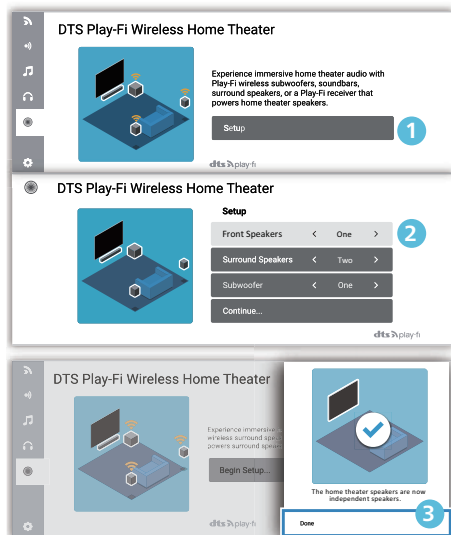 DTS Play-Fi Wireless Home Theater
Experience immersive home theater audio with
Play-Fi wireless subwoofers, soundbars,
surround speakers, or a Play-Fi receiver that
powers home theater speakers.
Setup
1
dts play-fi
DTS Play-Fi Wireless Home Theater
Setup
Front Speakers < One >
2
Surround Speakers < Two >
Subwoofer < One >
Continue...
dts play-fi
DTS Play-Fi Wireless Home Theater
Experience immersive
wireless surround
powers surround
Begin Setup...
dts play-fi
The home theater speakers are now
independent speakers.
3
Done